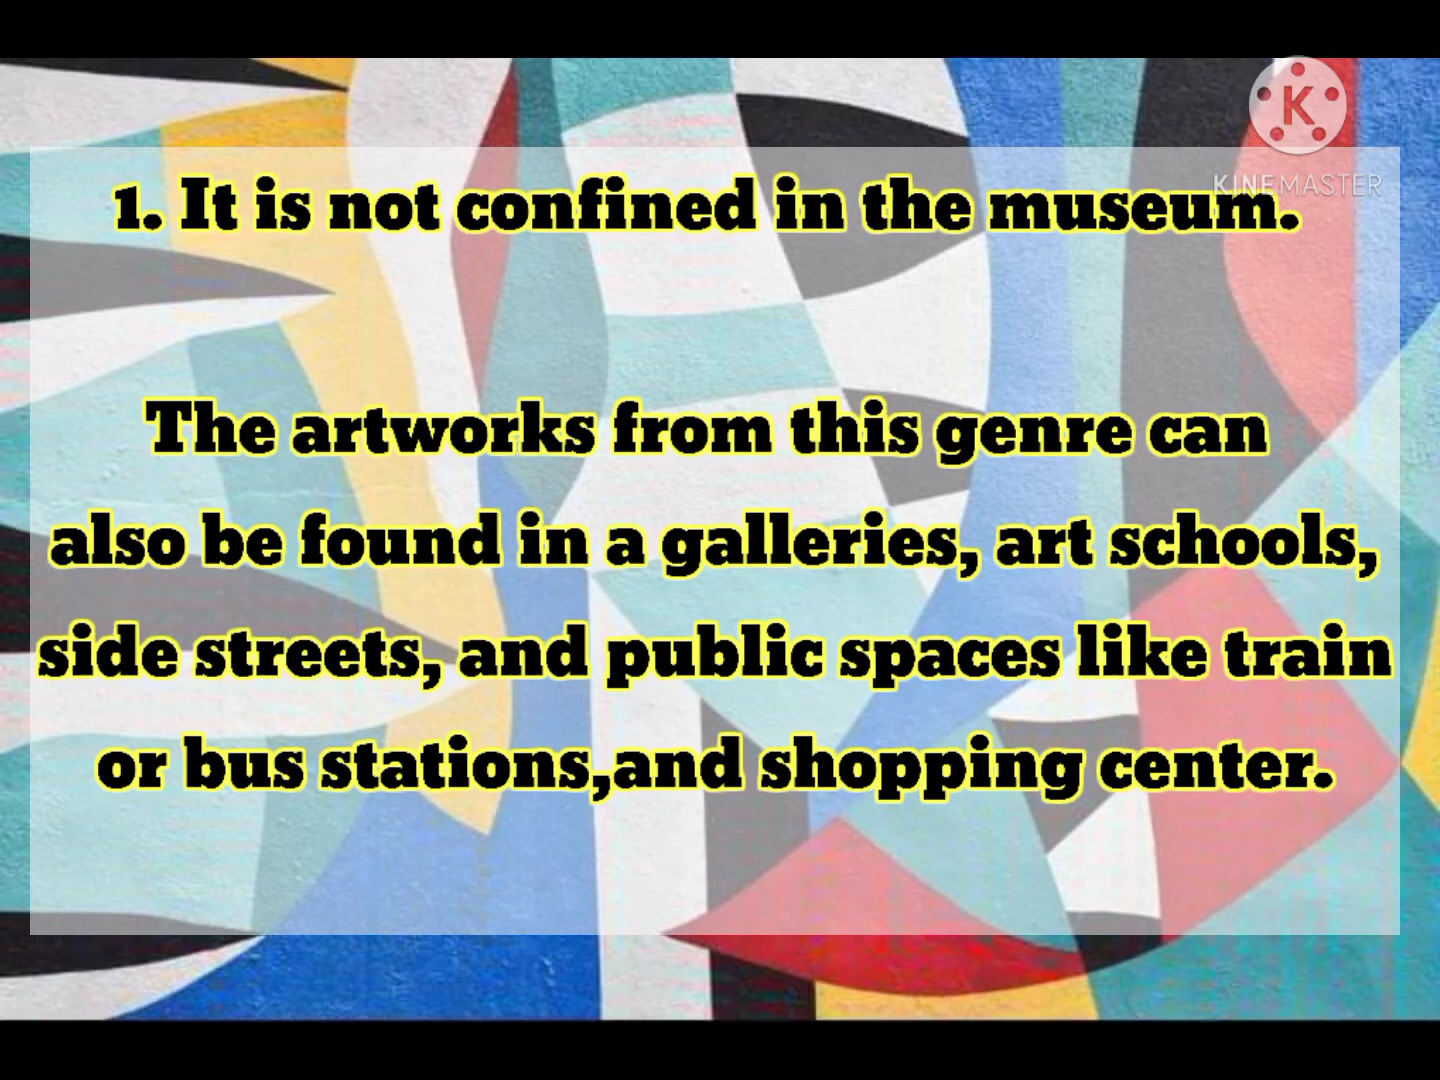 K
KINEMASTER
1. It is not confined in the museum.
The artworks from this genre can
also be found in a galleries, art schools,
side streets, and public spaces like train
or bus stations,and shopping center.